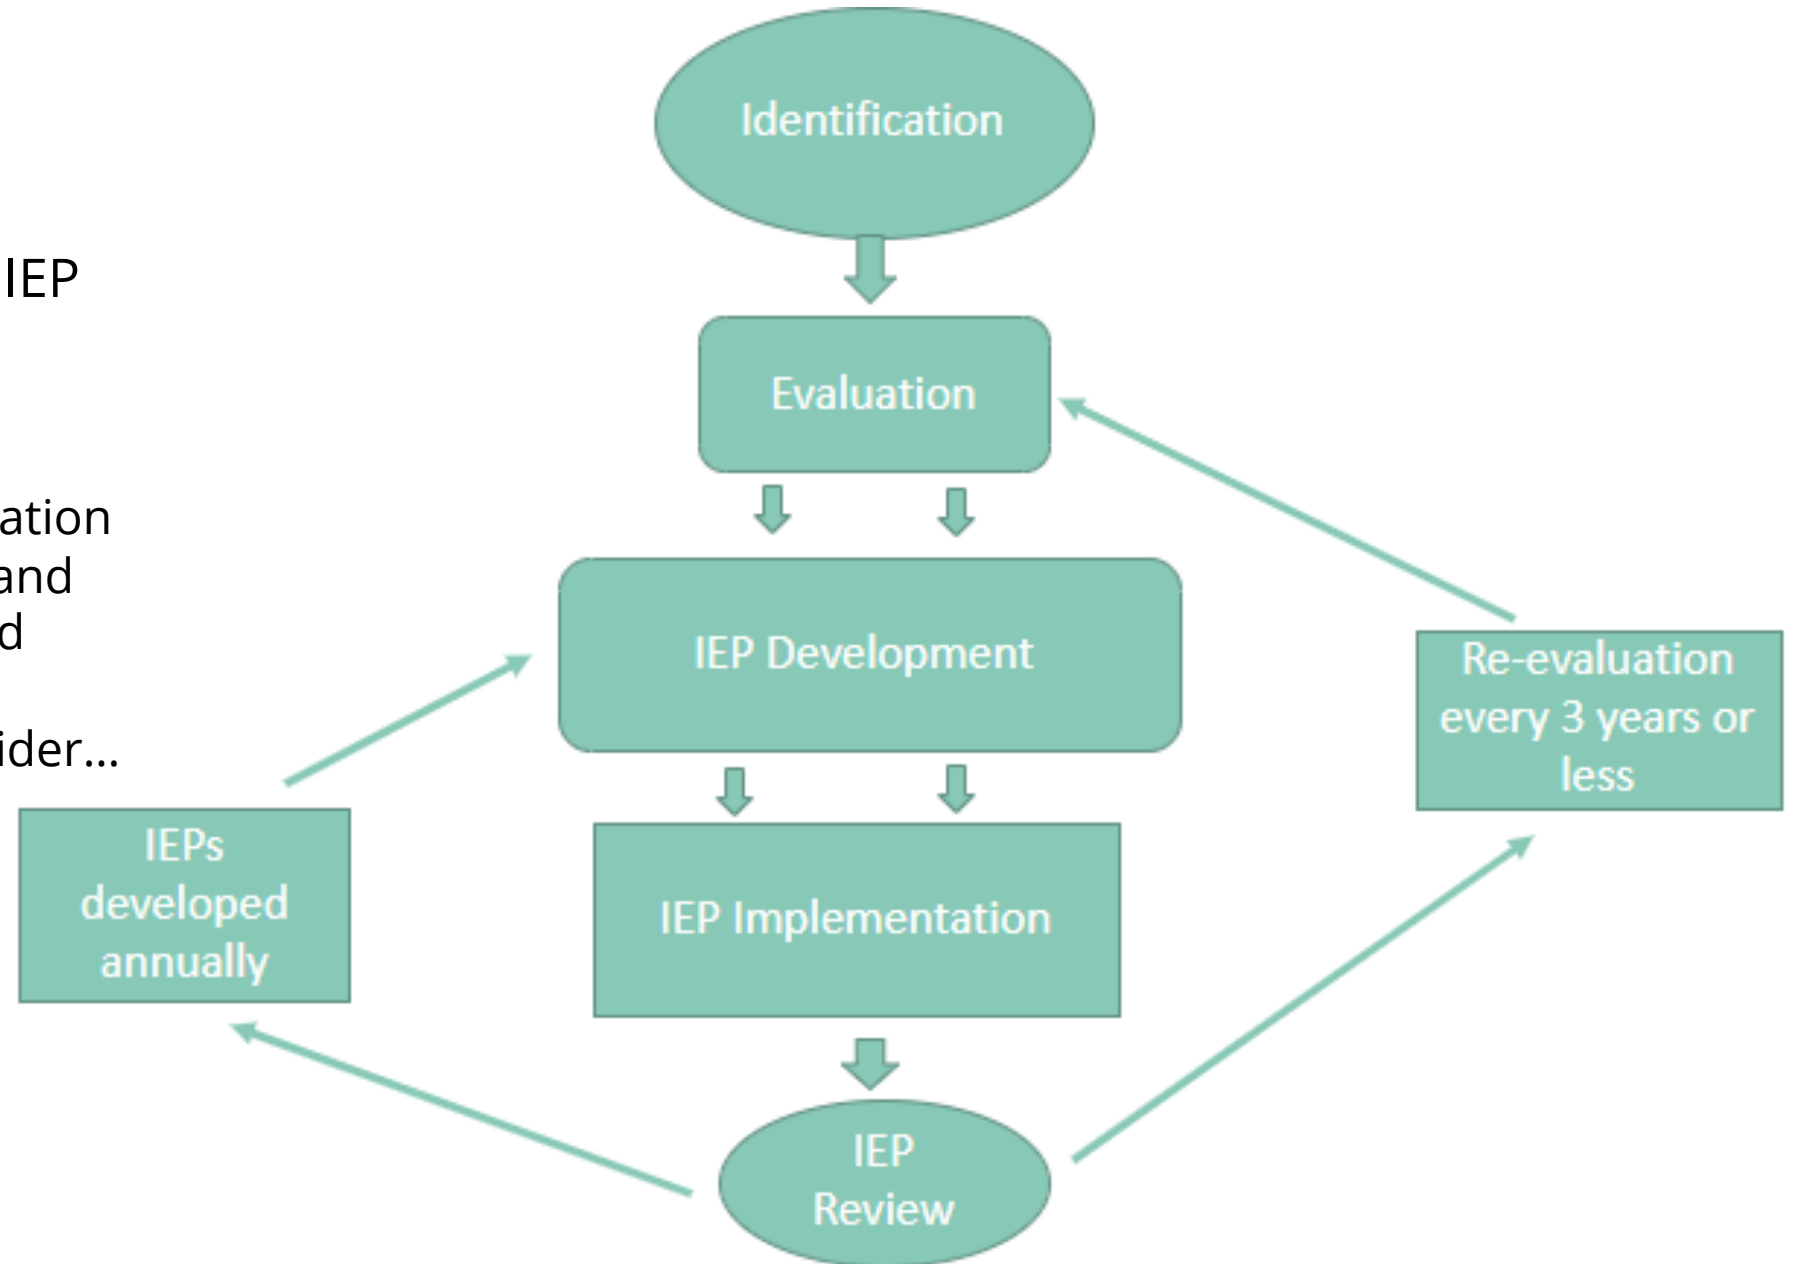 IEP
ation
and
d
ider...
Identification
Evaluation
IEP Development
IEP Implementation
IEP
Review
IEPs
developed
annually
Re-evaluation
every 3 years or
less